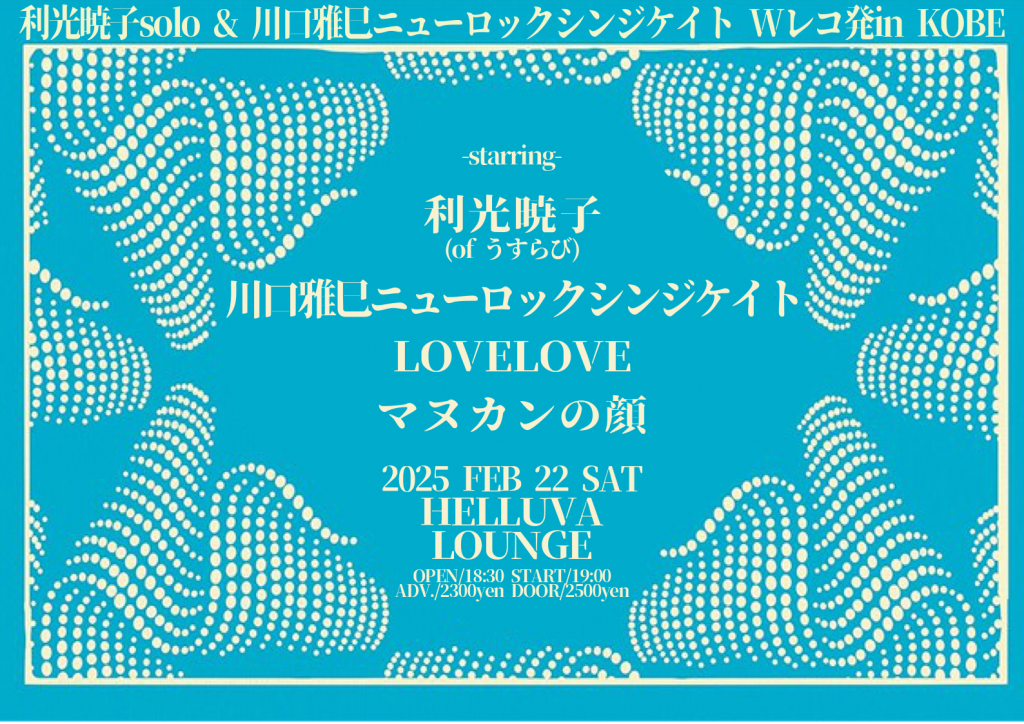 利光暁子solo & 川口雅巳ニューロックシンジケイト Wレコ発in KOBE
-starring-
利光暁子
(of うすらび)
川口雅巳ニューロックシンジケイト
LOVELOVE
マヌカンの顔
2025 FEB 22 SAT
HELLUVA
LOUNGE
OPEN/18:30 START/19:00
ADV./2300yen DOOR/2500yen